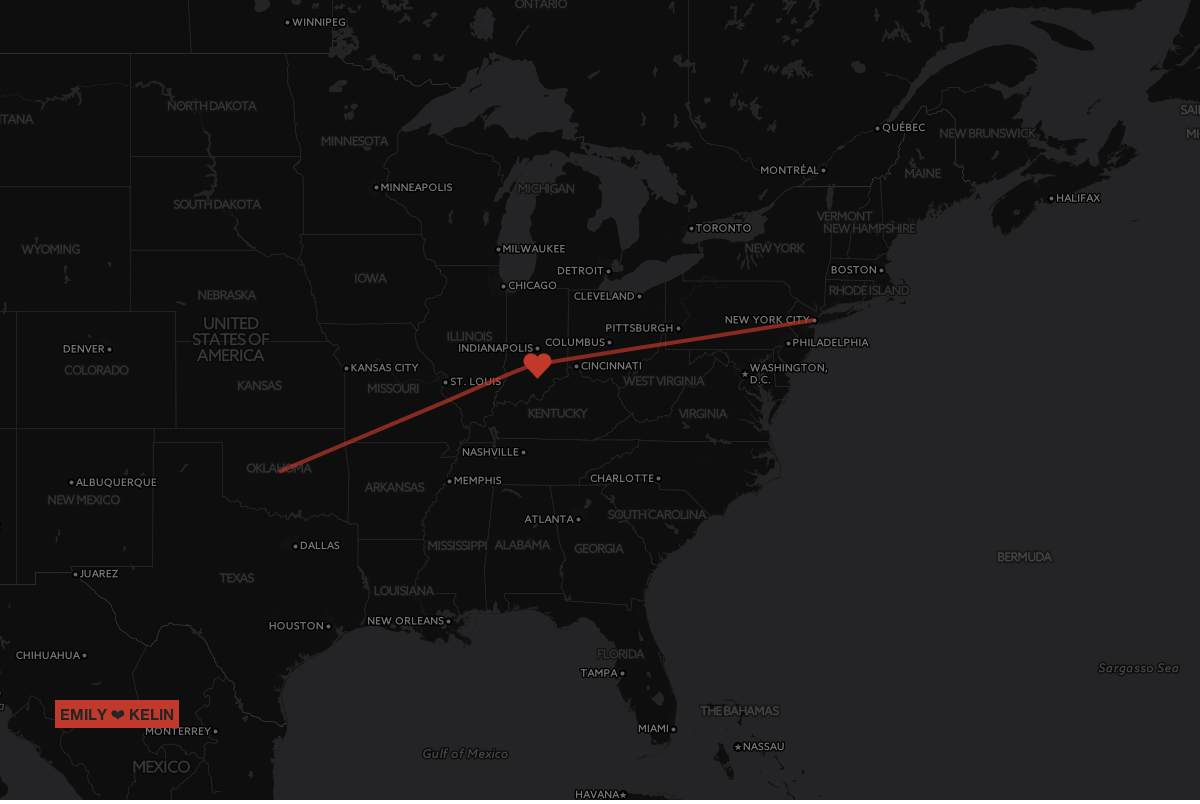 ONTARIO
WINNIPEG
NORTH DAKOTA
TANA
MINNESOTA
QUÉBEC
NEW BRUNSWICK
SAI
MI
MONTRÉAL
MAINE
MINNEAPOLIS
MICHIGAN
HALIFAX
SOUTH DAKOTA
VERMONT
NEW HAMPSHIRE
TORONTO
WYOMING
MILWAUKEE
NEW YORK
DETROIT
BOSTON
IOWA
CHICAGO
CLEVELAND
RHODE ISLAND
NEBRASKA
UNITED
STATES OF
AMERICA
NEW YORK CITY
PITTSBURGH
ILLINOIS
INDIANAPOLIS
COLUMBUS
PHILADELPHIA
DENVER
COLORADO
KANSAS CITY
CINCINNATI
WASHINGTON,
D.C.
KANSAS
MISSOURI
ST. LOUIS
WEST VIRGINIA
KENTUCKY
VIRGINIA
NASHVILLE
OKLAHOMA
ALBUQUERQUE
NEW MEXICO
ARKANSAS
MEMPHIS
CHARLOTTE
ATLANTA
SOUTH CAROLINA
DALLAS
MISSISSIPPI
ALABAMA
GEORGIA
BERMUDA
JUAREZ
TEXAS
LOUISIANA
HOUSTON
NEW ORLEANS
CHIHUAHUA
FLORIDA
TAMPA
Sargasso Sea
a
EMILY ❤ KELIN
THE BAHAMAS
MONTERREY
MIAMI
NASSAU
Gulf of Mexico
MEXICO
HAVANA